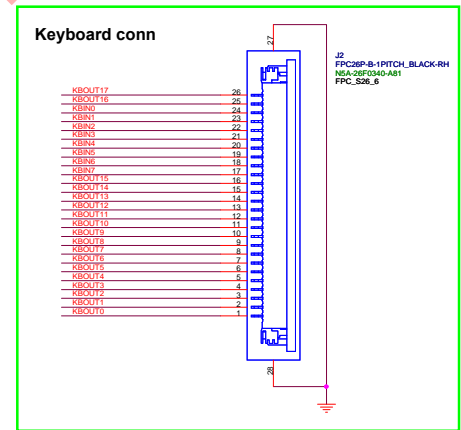 Keyboard conn
27
J2
FPC26P-B-1PITCH_BLACK-RH
N5A-26F0340-A81
FPC_S26_6
KBOUT17 26
KBOUT16 25
KBIN0 24
KBIN1 23
KBIN2 22
KBIN3 21
KBIN4 20
KBIN5 19
KBIN6 18
KBIN7 17
KBOUT15 16
KBOUT14 15
KBOUT13 14
KBOUT12 13
KBOUT11 12
KBOUT10 11
KBOUT9 10
KBOUT8 9
KBOUT7 8
KBOUT6 7
KBOUT5 6
KBOUT4 5
KBOUT3 4
KBOUT2 3
KBOUT1 2
KBOUT0 1
28